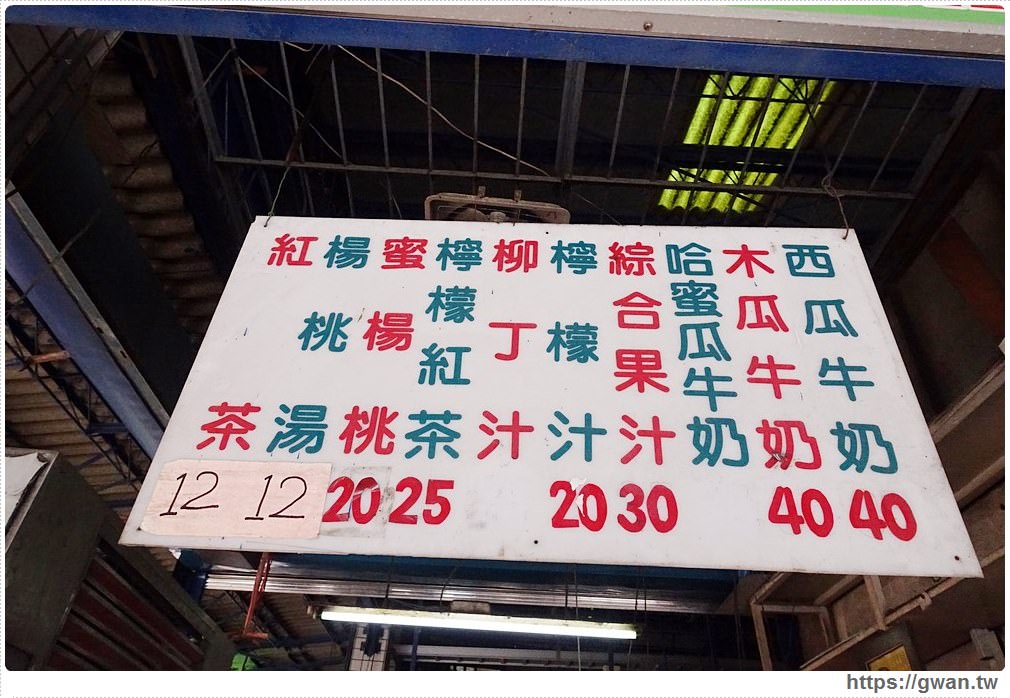 紅茶
12
楊桃湯
12
蜜楊桃
20
檸檬紅茶
25
柳丁汁
檸檬汁
20
綜合果汁
30
哈蜜瓜牛奶
木瓜牛奶
40
西瓜牛奶
40
https://gwan.tw